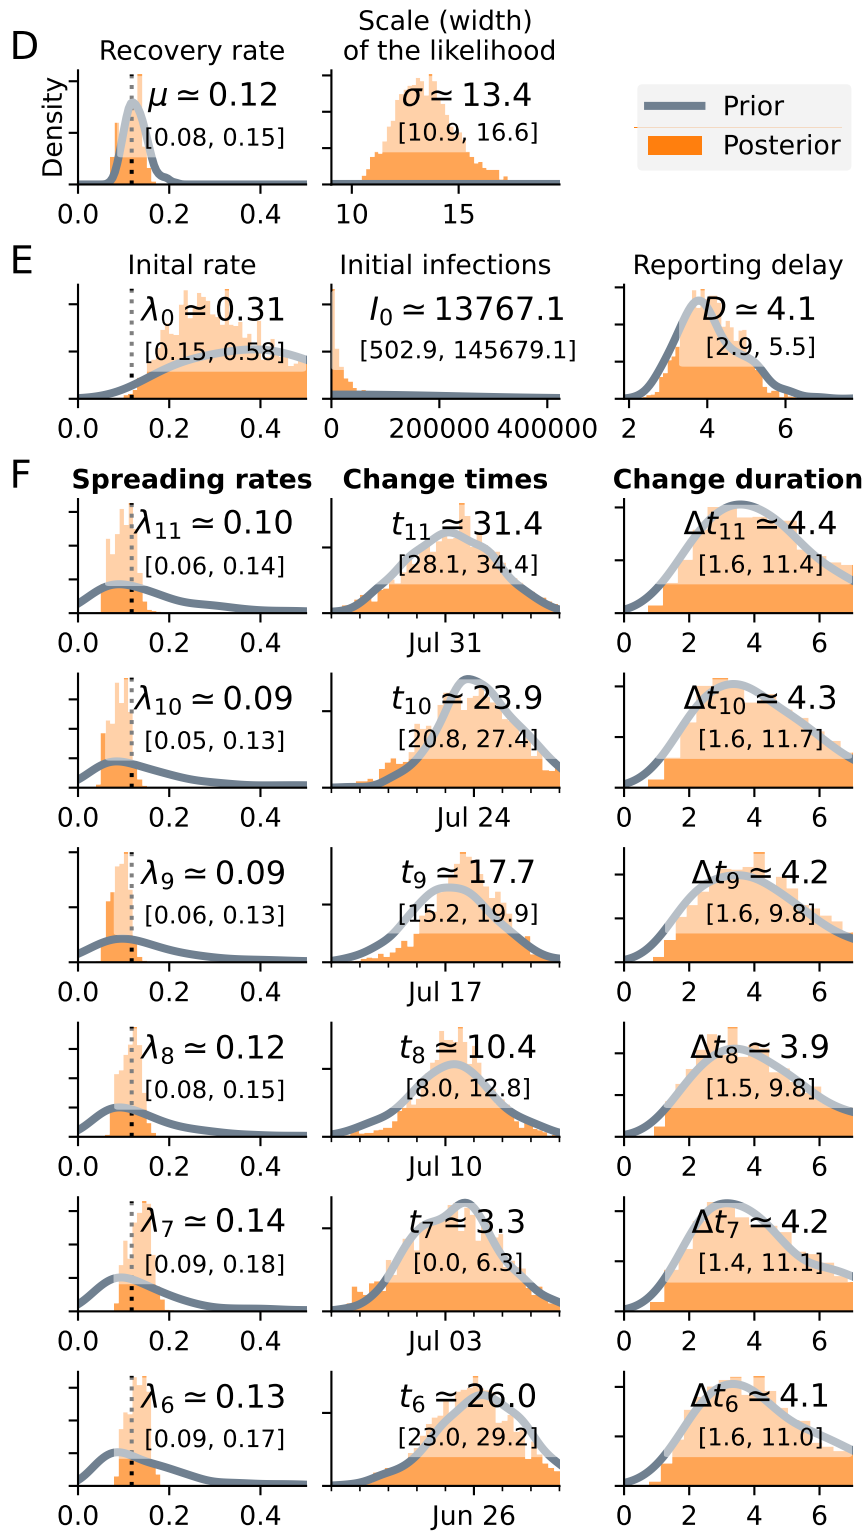 D
Recovery rate
Scale (width)
of the likelihood
Density
μ ≃ 0.12
[0.08, 0.15]
0.0 0.2 0.4
σ ≃ 13.4
[10.9, 16.6]
10 15
Prior
Posterior
E
Inital rate
λ0 ≃ 0.31
[0.15, 0.58]
0.0 0.2 0.4
Initial infections
I0 ≃ 13767.1
[502.9, 145679.1]
0 200000 400000
Reporting delay
D ≃ 4.1
[2.9, 5.5]
2 4 6
F
Spreading rates
Change times
Change duration
λ11 ≃ 0.10
[0.06, 0.14]
0.0 0.2 0.4
t11 ≃ 31.4
[28.1, 34.4]
Jul 31
Δt11 ≃ 4.4
[1.6, 11.4]
0 2 4 6
λ10 ≃ 0.09
[0.05, 0.13]
0.0 0.2 0.4
t10 ≃ 23.9
[20.8, 27.4]
Jul 24
Δt10 ≃ 4.3
[1.6, 11.7]
0 2 4 6
λ9 ≃ 0.09
[0.06, 0.13]
0.0 0.2 0.4
t9 ≃ 17.7
[15.2, 19.9]
Jul 17
Δt9 ≃ 4.2
[1.6, 9.8]
0 2 4 6
λ8 ≃ 0.12
[0.08, 0.15]
0.0 0.2 0.4
t8 ≃ 10.4
[8.0, 12.8]
Jul 10
Δt8 ≃ 3.9
[1.5, 9.8]
0 2 4 6
λ7 ≃ 0.14
[0.09, 0.18]
0.0 0.2 0.4
t7 ≃ 3.3
[0.0, 6.3]
Jul 03
Δt7 ≃ 4.2
[1.4, 11.1]
0 2 4 6
λ6 ≃ 0.13
[0.09, 0.17]
0.0 0.2 0.4
t6 ≃ 26.0
[23.0, 29.2]
Jun 26
Δt6 ≃ 4.1
[1.6, 11.0]
0 2 4 6